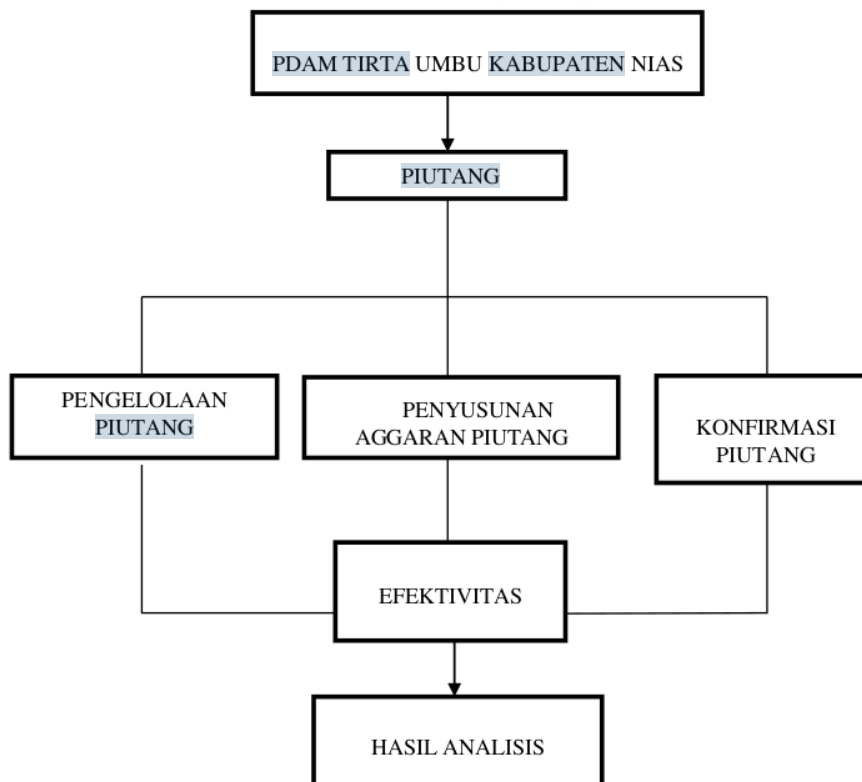 PDAM TIRTA UMBU KABUPATEN NIAS
PIUTANG
PENGELOLAAN
PIUTANG
PENYUSUNAN
AGGARAN PIUTANG
KONFIRMASI
PIUTANG
EFEKTIVITAS
HASIL ANALISIS